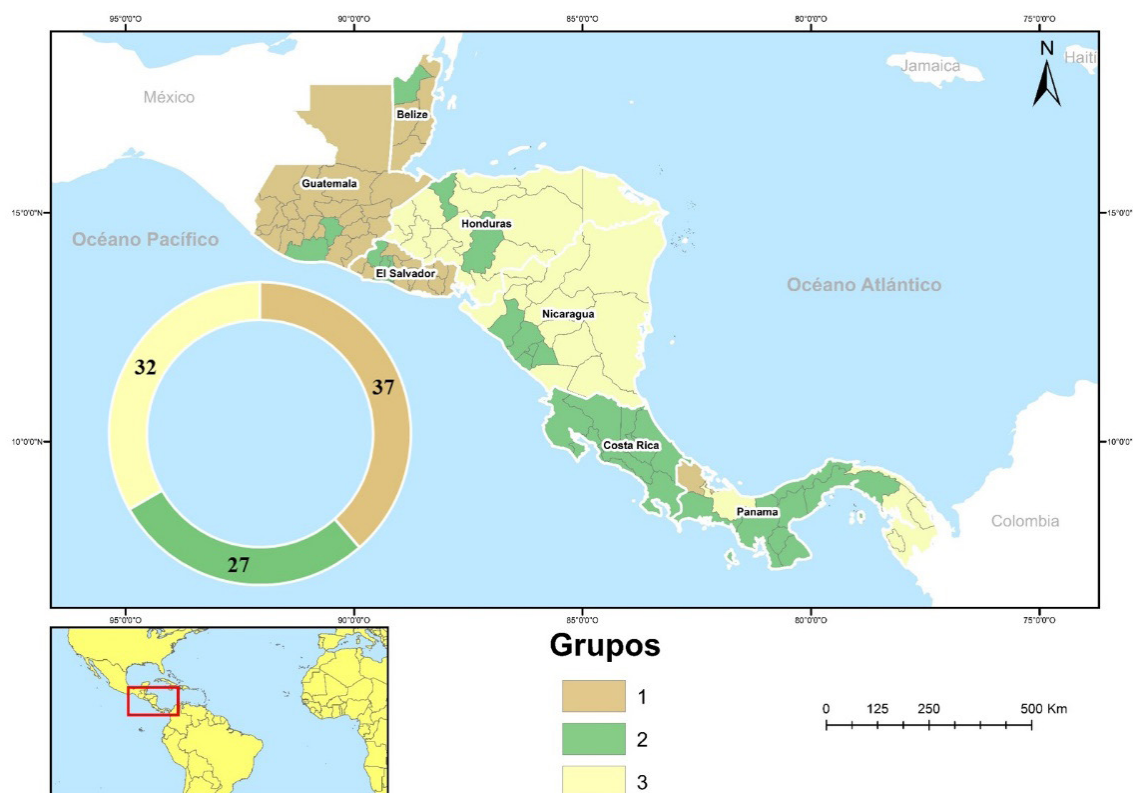 95°0'0"O
90°0'0"O
85°0'0"O
80°0'0"O
75°0'0"O
N
Jamaica
Haiti
México
Belize
Guatemala
15°0'0"N
15°0'0"N
Honduras
Océano Pacífico
El Salvador
Océano Atlántico
Nicaragua
32
37
10°0'0"N
Costa Rica
10°0'0"N
Panama
Colombia
27
95°0'0"O
90°0'0"O
85°0'0"O
80°0'0"O
75°0'0"O
Grupos
1
2
3
0 125 250 500 Km